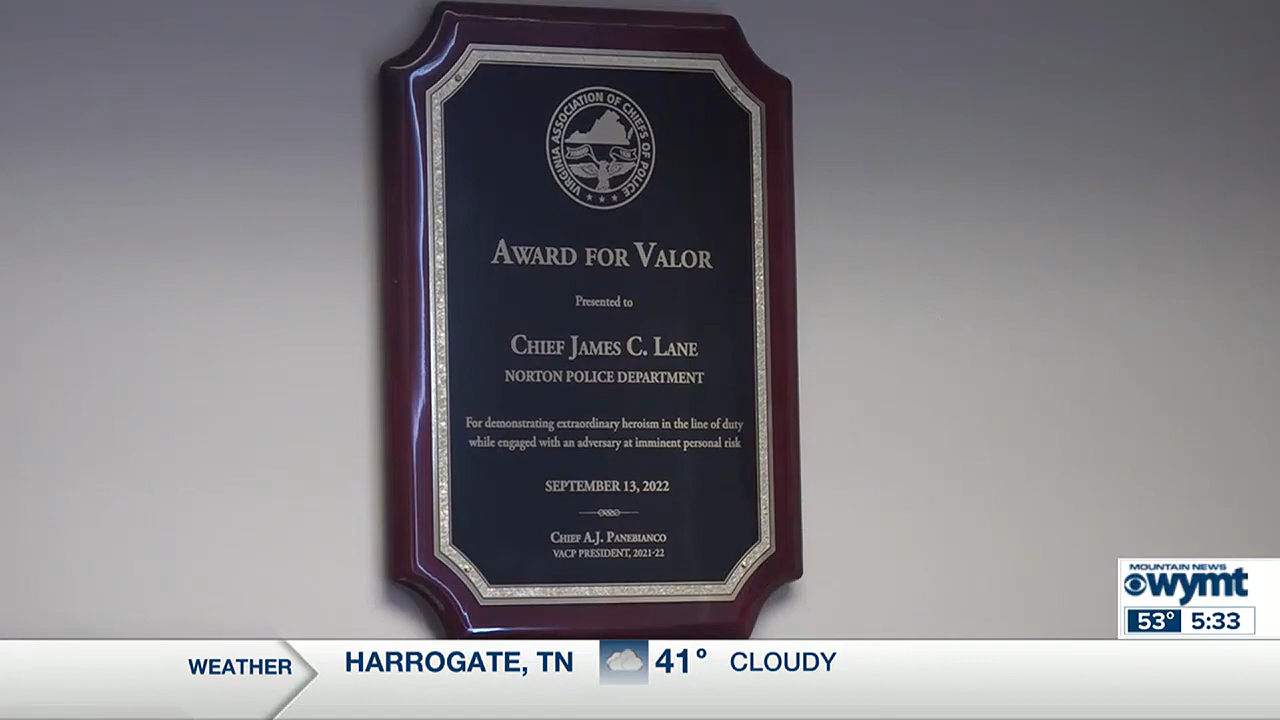 VIRGINIA ASSOCIATION OF CHIEFS OF POLICE
AWARD FOR VALOR
Presented to
CHIEF JAMES C. LANE
NORTON POLICE DEPARTMENT
For demonstrating extraordinary heroism in the line of duty
while engaged with an adversary at imminent personal risk
SEPTEMBER 13, 2022
CHIEF A.J. PANEBIANCO
VACP PRESIDENT, 2021-22
MOUNTAIN NEWS
wymt
53° 5:33
WEATHER HARROGATE, TN 41° CLOUDY